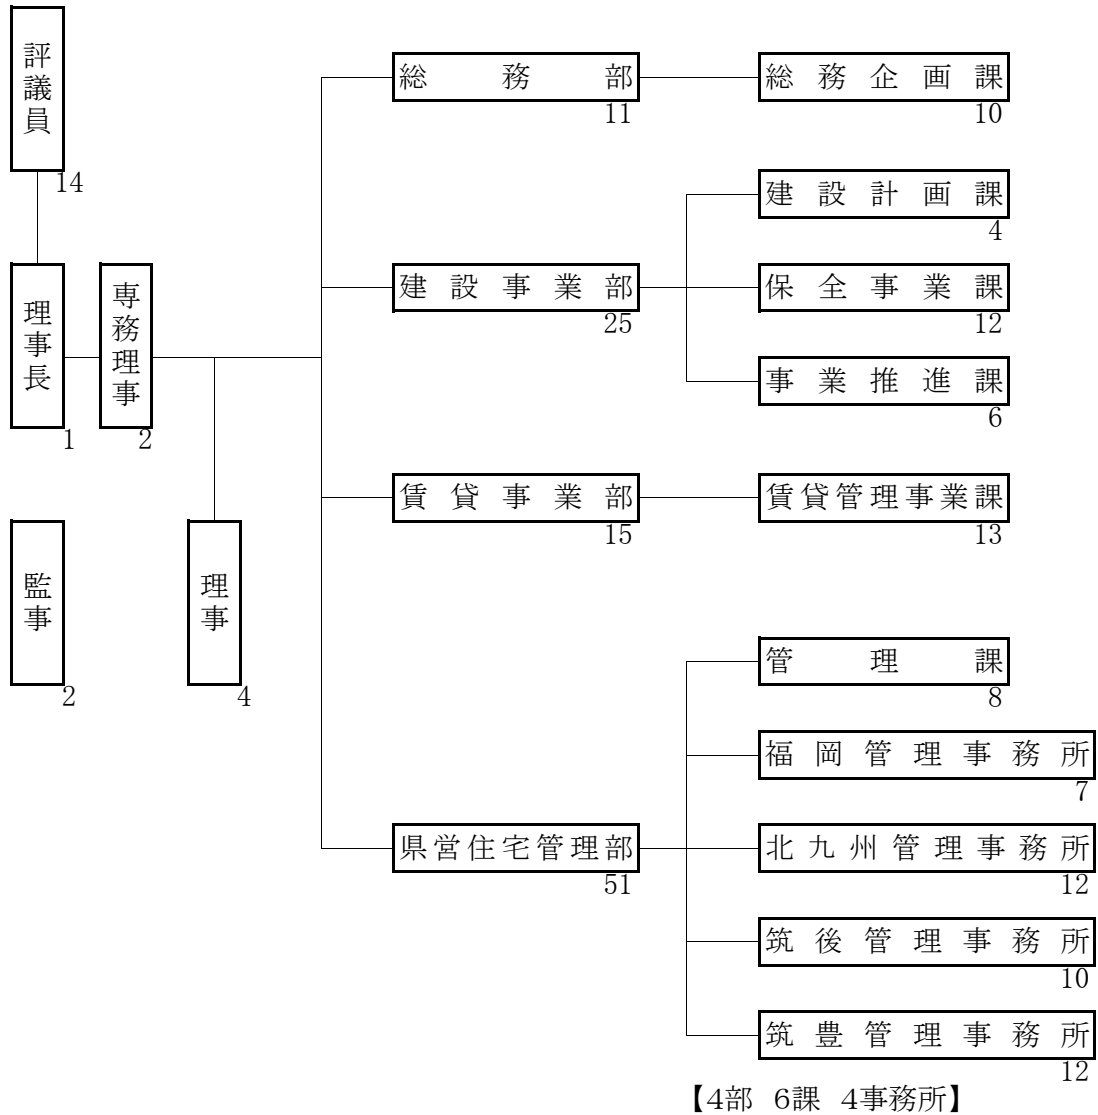 評議員
14
理事長
1
専務理事
2
監事
2
理事
4
総務部
11
総務企画課
10
建設事業部
25
建設計画課
4
保全事業課
12
事業推進課
6
賃貸事業部
15
賃貸管理事業課
13
県営住宅管理部
51
管理課
8
福岡管理事務所
7
北九州管理事務所
12
筑後管理事務所
10
筑豊管理事務所
12
【4部 6課 4事務所】